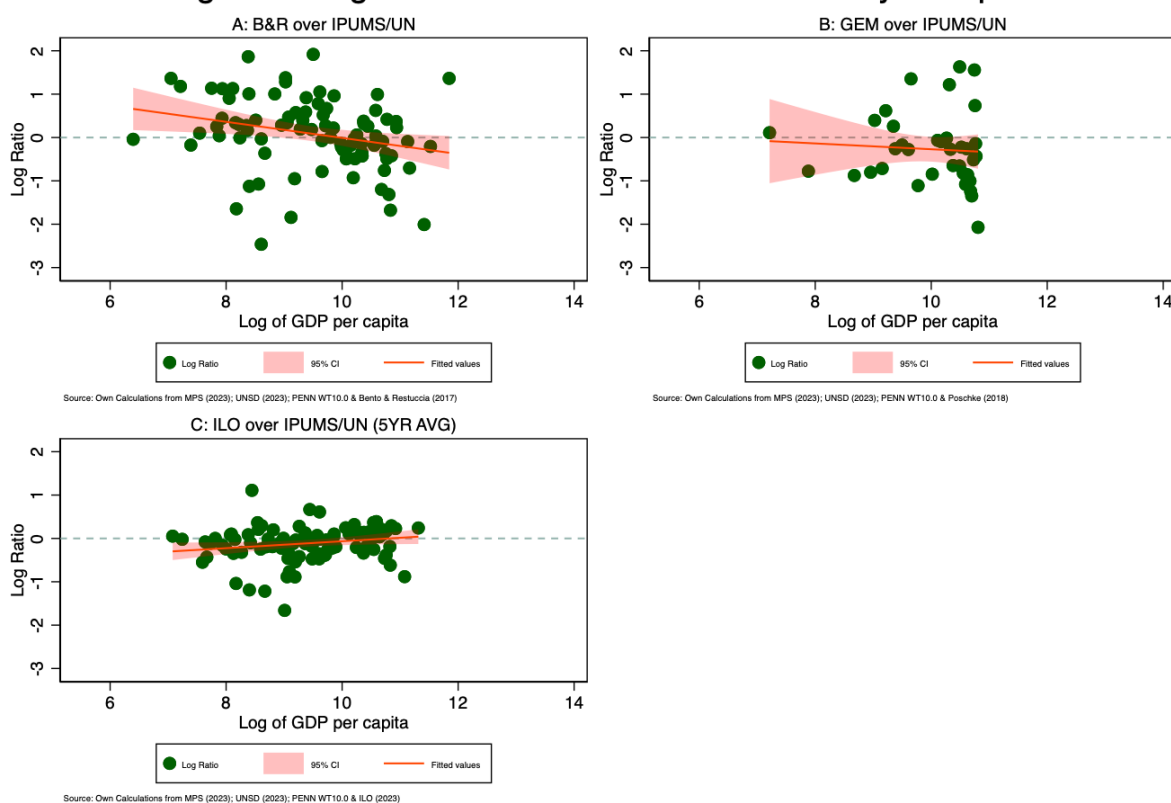 A: B&R over IPUMS/UN
2
1
0
-1
-2
-3
Log Ratio
6 8 10 12 14
Log of GDP per capita
Log Ratio 95% CI Fitted values
Source: Own Calculations from MPS (2023); UNSD (2023); PENN WT10.0 & Bento & Restuccia (2017)
B: GEM over IPUMS/UN
2
1
0
-1
-2
-3
Log Ratio
6 8 10 12 14
Log of GDP per capita
Log Ratio 95% CI Fitted values
Source: Own Calculations from MPS (2023); UNSD (2023); PENN WT10.0 & Poschke (2018)
C: ILO over IPUMS/UN (5YR AVG)
2
1
0
-1
-2
-3
Log Ratio
6 8 10 12 14
Log of GDP per capita
Log Ratio 95% CI Fitted values
Source: Own Calculations from MPS (2023); UNSD (2023); PENN WT10.0 & ILO (2023)